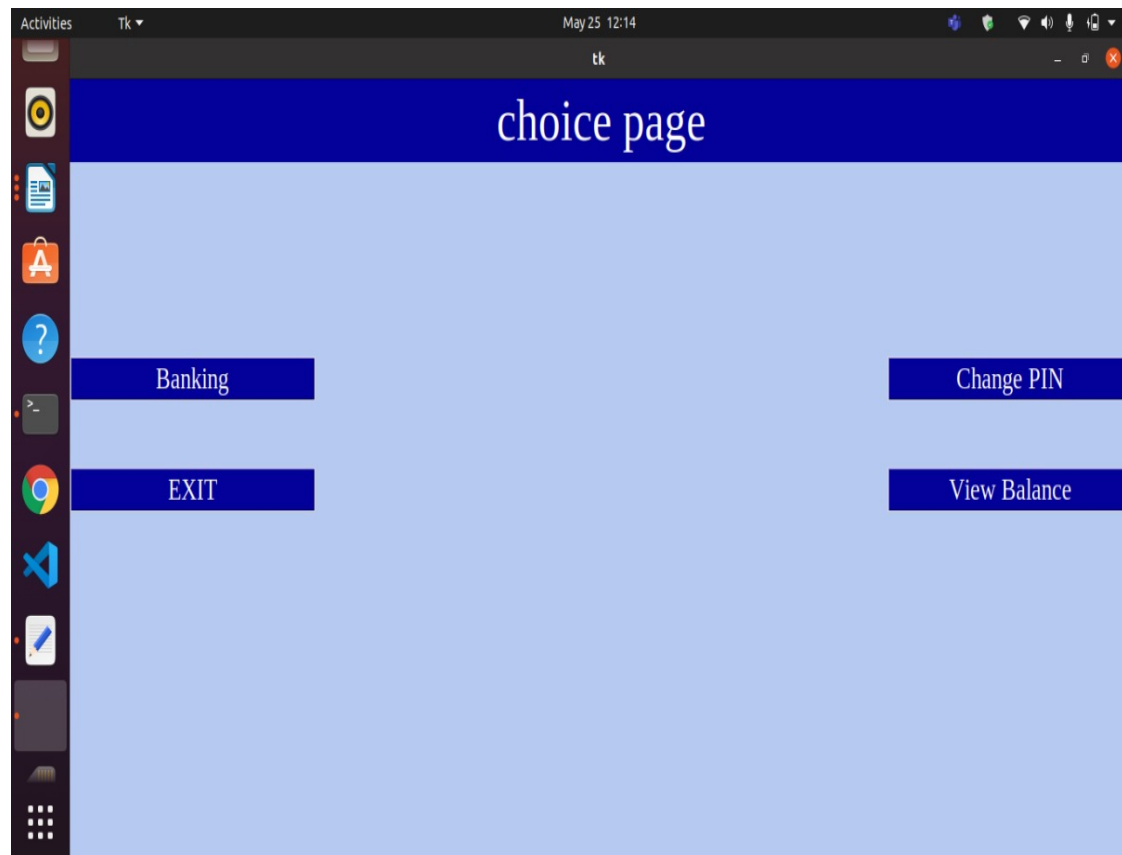 Activities Tk May 25 12:14
tk
choice page
Banking Change PIN
EXIT View Balance